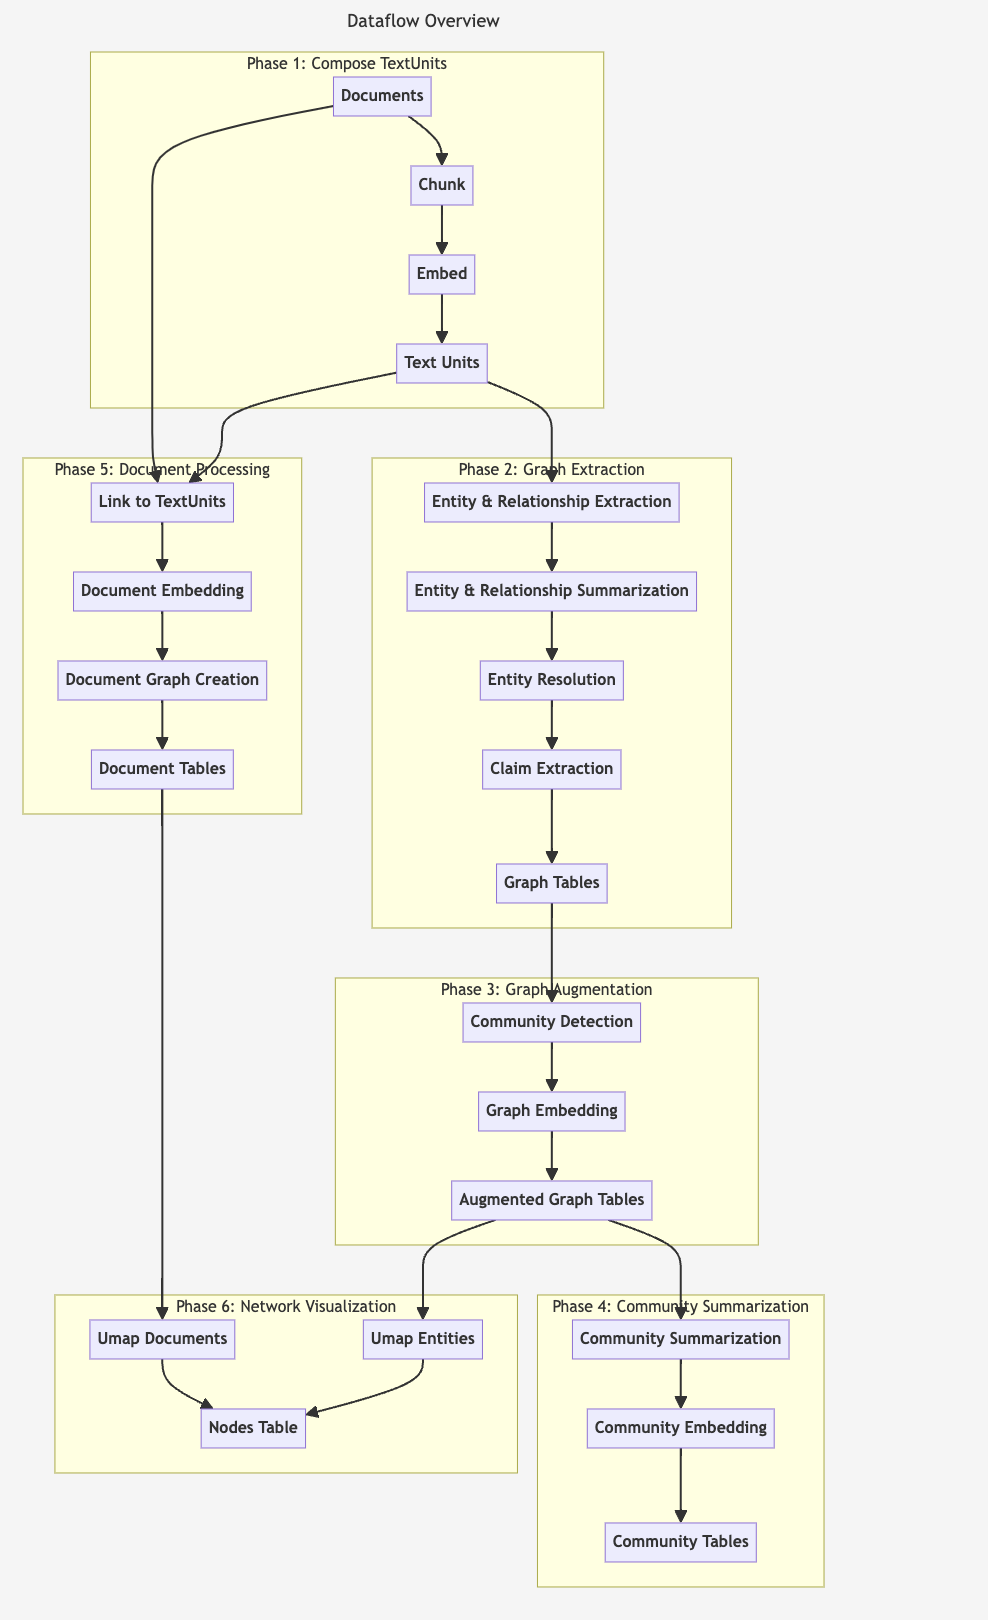 Dataflow Overview
Phase 1: Compose TextUnits
Documents
Chunk
Embed
Text Units
Phase 5: Document Processing
Link to TextUnits
Document Embedding
Document Graph Creation
Document Tables
Phase 2: Graph Extraction
Entity & Relationship Extraction
Entity & Relationship Summarization
Entity Resolution
Claim Extraction
Graph Tables
Phase 3: Graph Augmentation
Community Detection
Graph Embedding
Augmented Graph Tables
Phase 6: Network Visualization
Umap Documents
Umap Entities
Nodes Table
Phase 4: Community Summarization
Community Summarization
Community Embedding
Community Tables